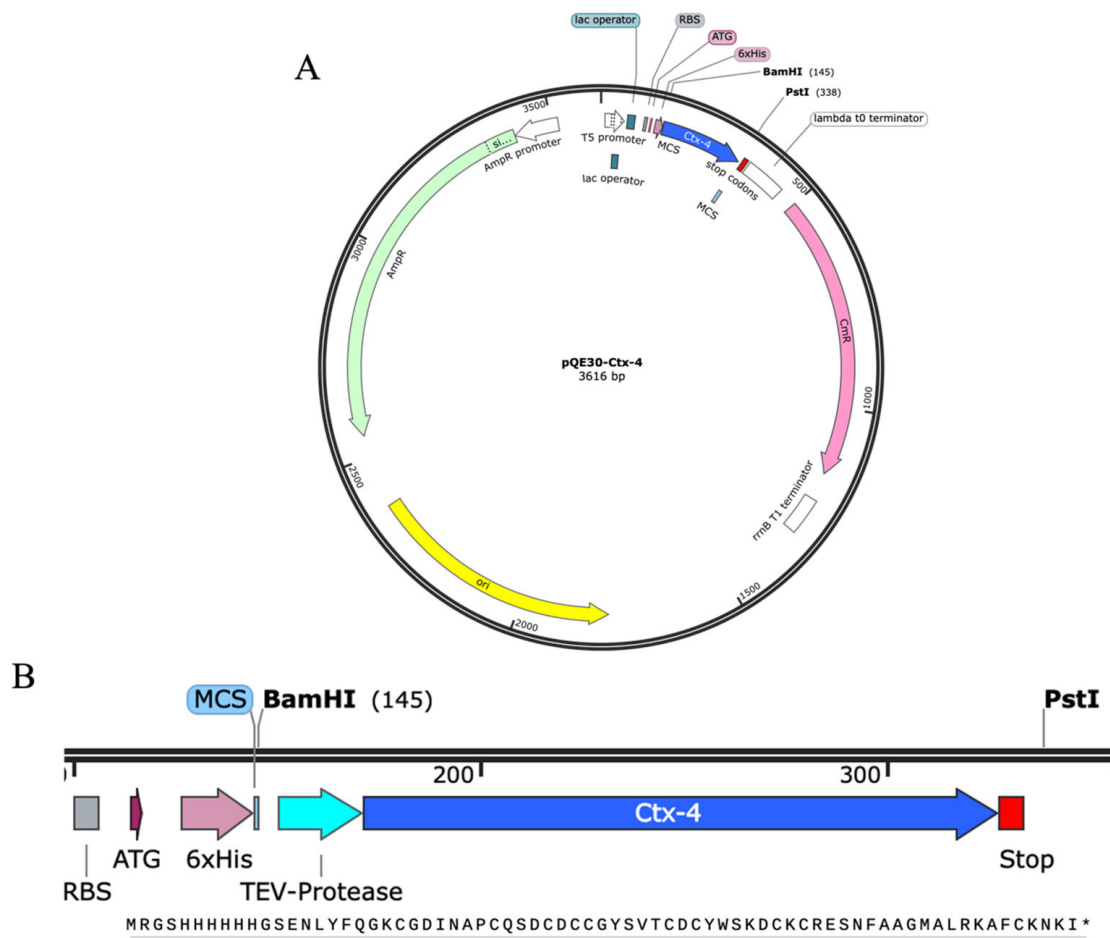 A
lac operator
RBS
ATG
6xHis
BamHI (145)
PstI (338)
lambda t0 terminator
3500
T5 promoter
MCS
Ctx-4
stop codons
si...
AmpR promoter
lac operator
MCS
500
3000
AmpR
CmR
pQE30-Ctx-4
3616 bp
1000
2500
rrnB T1 terminator
ori
1500
2000
B
MCS
BamHI (145)
PstI
200
300
Ctx-4
ATG
6xHis
Stop
RBS
TEV-Protease
MRGSHHHHHHGSENLYFQGKCGDINAPCQSDCDCCGYSVTCDCYWSKDCKCRESNFAAGMALRKAFCKNKI*